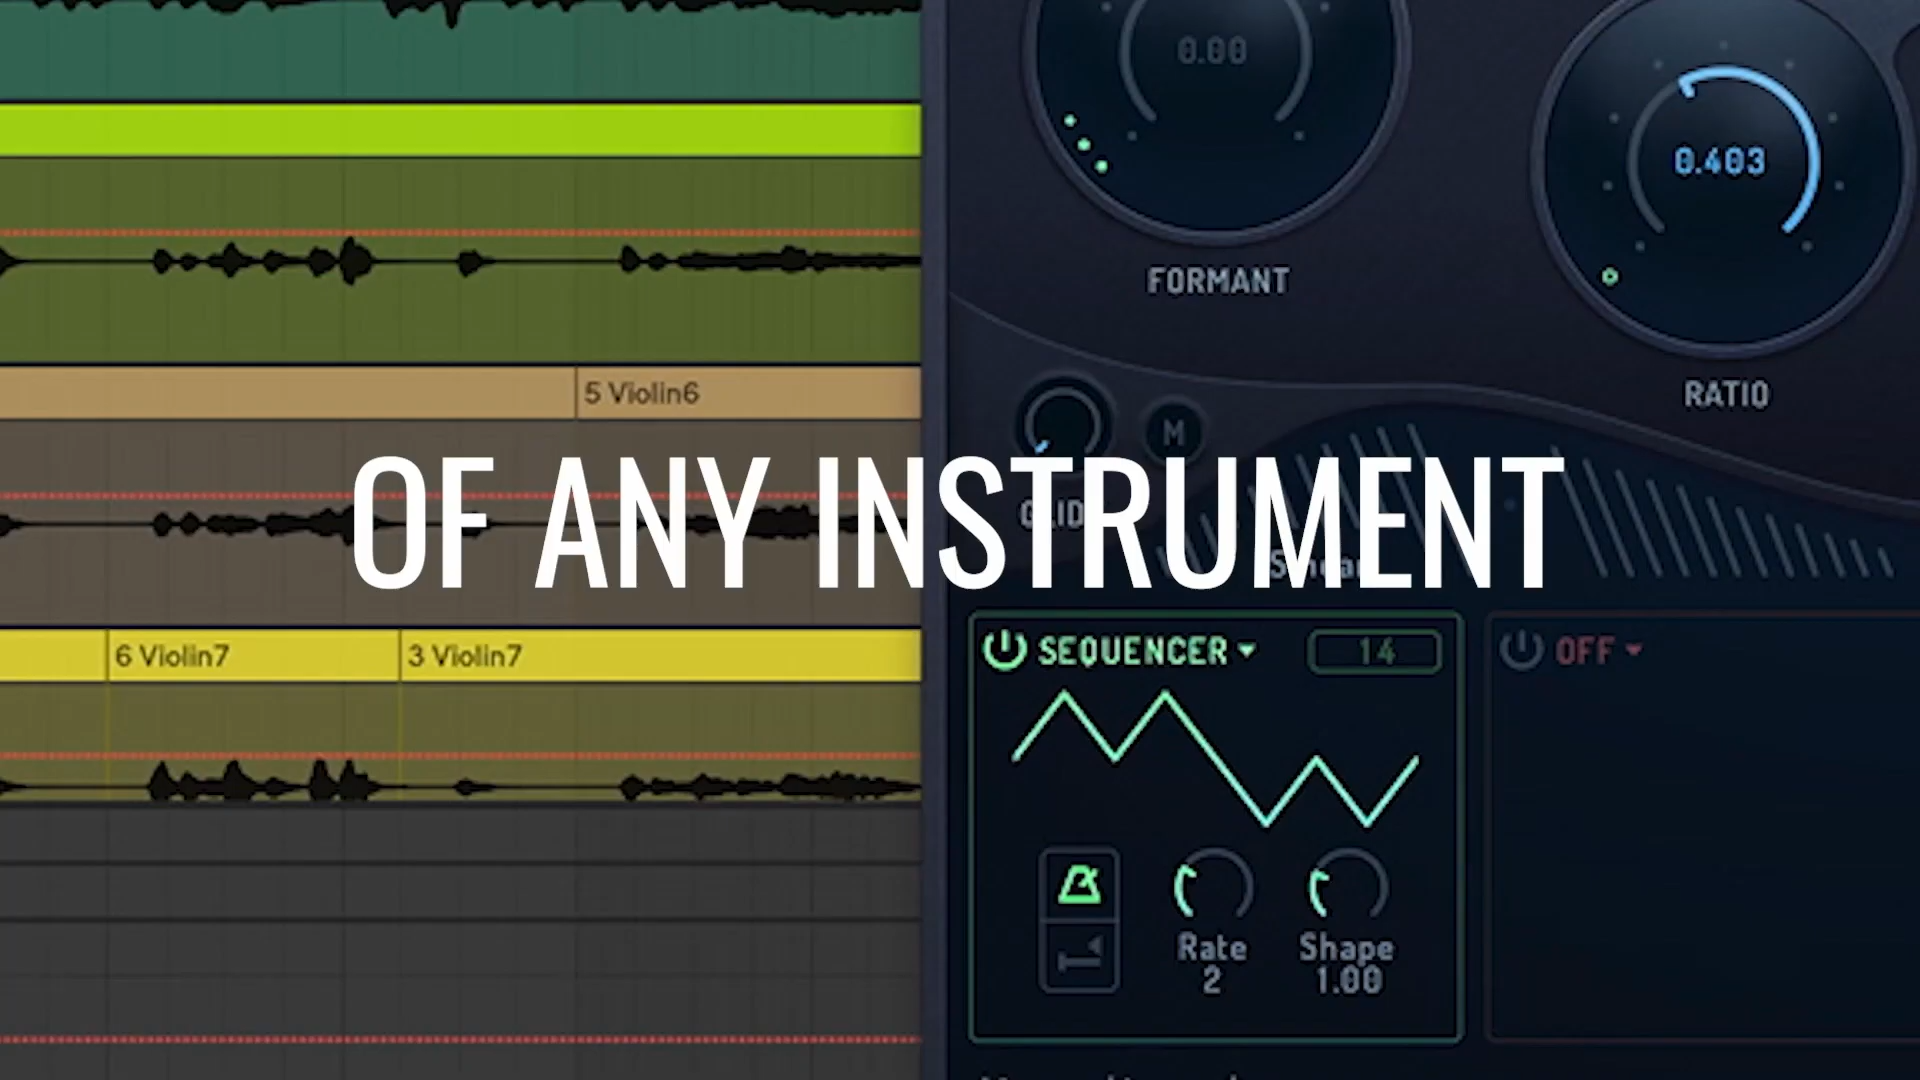 0.00
0.403
FORMANT
RATIO
5 Violin6
M
OF ANY INSTRUMENT
6 Violin7
3 Violin7
SEQUENCER
14
OFF
Rate
2
Shape
1.00